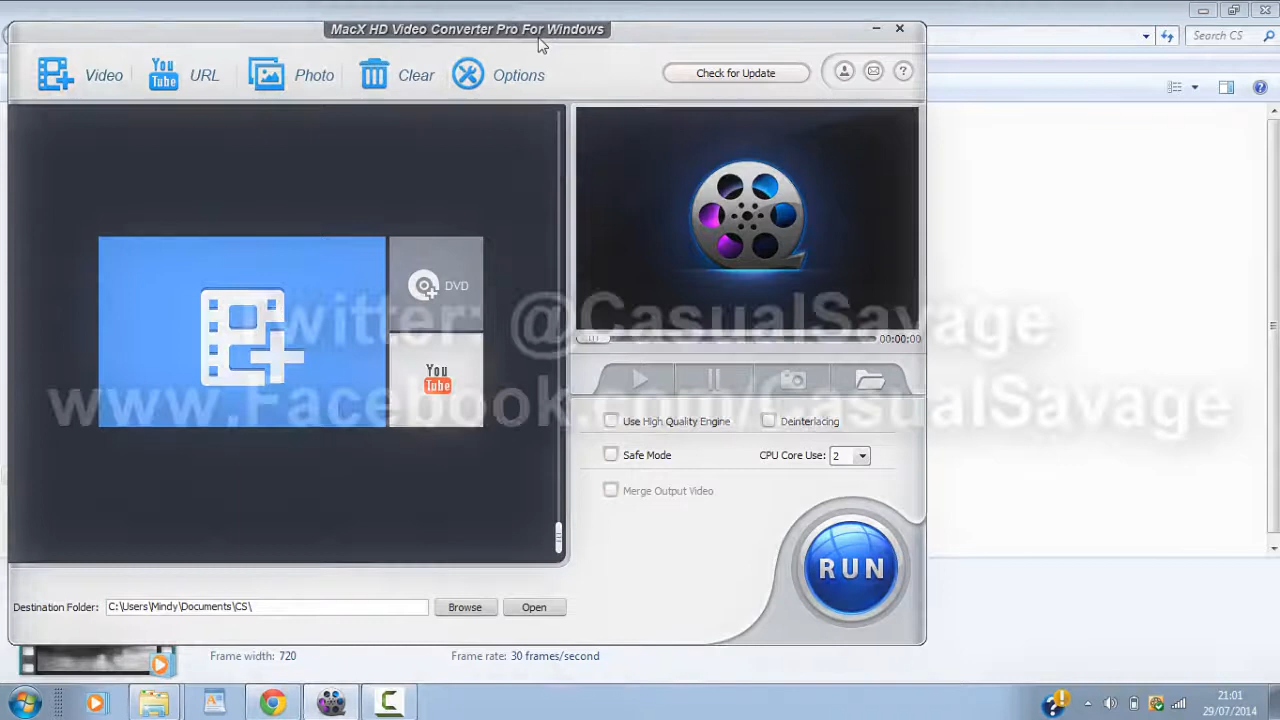 MacX HD Video Converter Pro For Windows
Search CS
Video
You Tube URL
Photo
Clear
Options
Check for Update
?
DVD
You
Tube
00:00:00
Twitter: @CasualSavage
www.Facebook.com/CasualSavage
Use High Quality Engine
Deinterlacing
Safe Mode
CPU Core Use: 2
Merge Output Video
RUN
Destination Folder: C:\Users\Mindy\Documents\CS\ Browse Open
Frame width: 720 Frame rate: 30 frames/second
21:01
29/07/2014